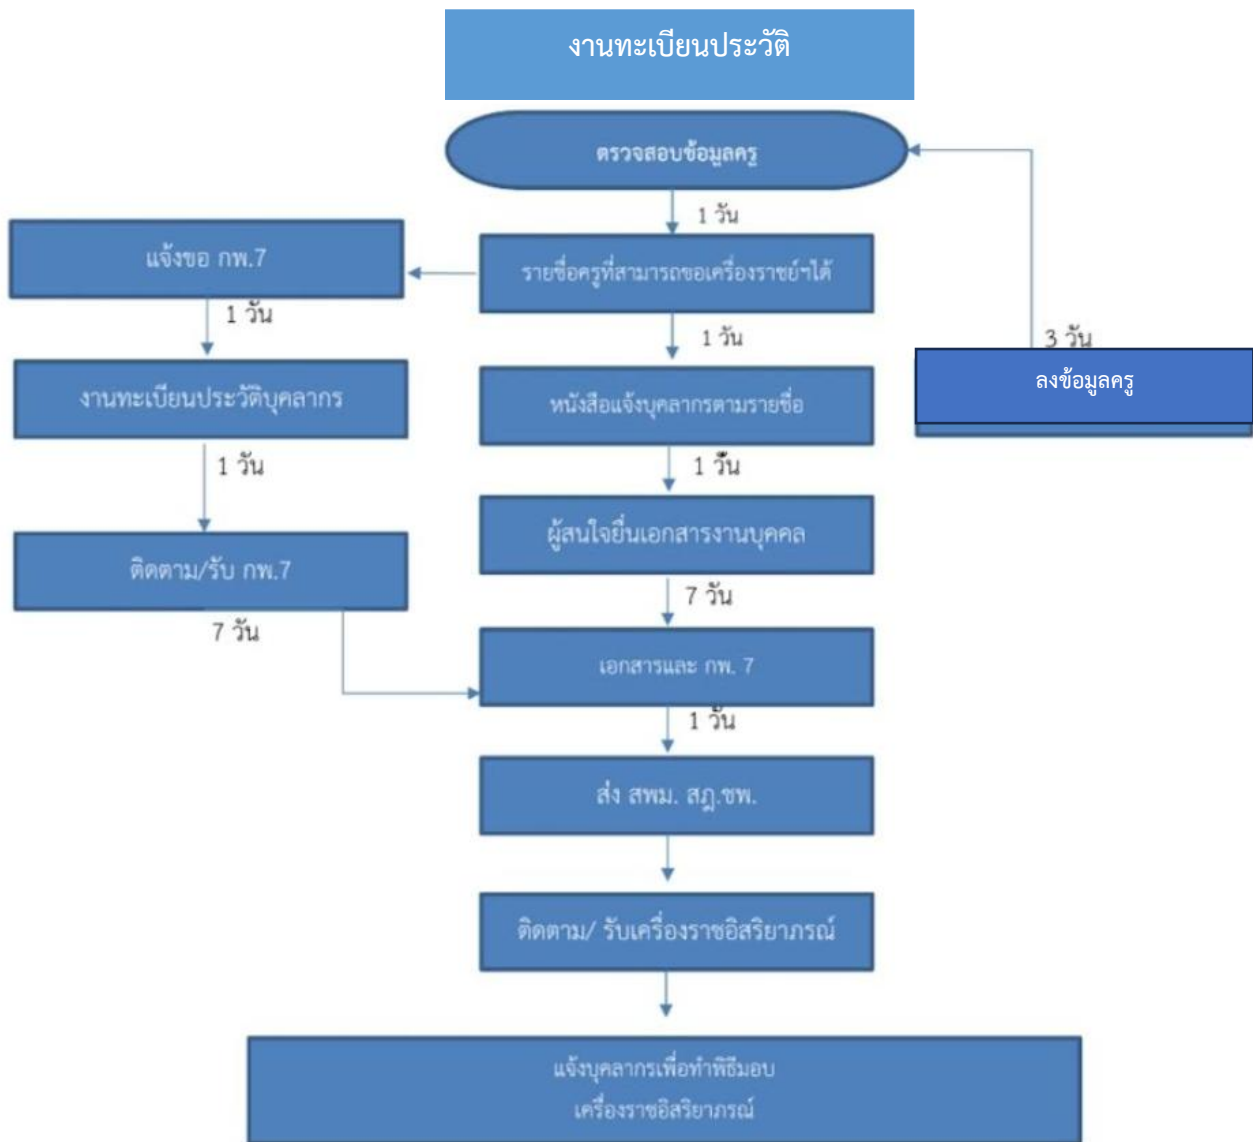 งานทะเบียนประวัติ
ตรวจสอบข้อมูลครู
1 วัน
แจ้งขอ กพ.7
รายชื่อครูที่สามารถขอเครื่องราชย์ฯได้
1 วัน
1 วัน
3 วัน
ลงข้อมูลครู
งานทะเบียนประวัติบุคลากร
หนังสือแจ้งบุคลากรตามรายชื่อ
1 วัน
1 วัน
ผู้สนใจยื่นเอกสารงานบุคคล
ติดตาม/รับ กพ.7
7 วัน
7 วัน
เอกสารและ กพ. 7
1 วัน
ส่ง สพม. สฎ.ชพ.
ติดตาม/ รับเครื่องราชอิสริยาภรณ์
แจ้งบุคลากรเพื่อทำพิธีมอบ
เครื่องราชอิสริยาภรณ์